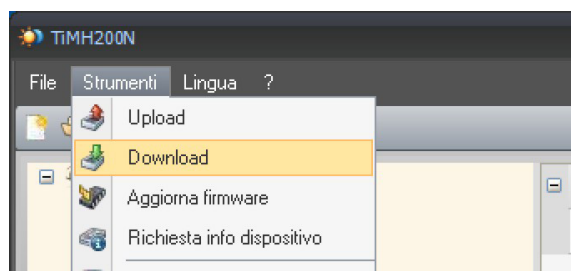 TiMH200N
File Strumenti Lingua ?
Upload
Download
Aggiorna firmware
Richiesta info dispositivo